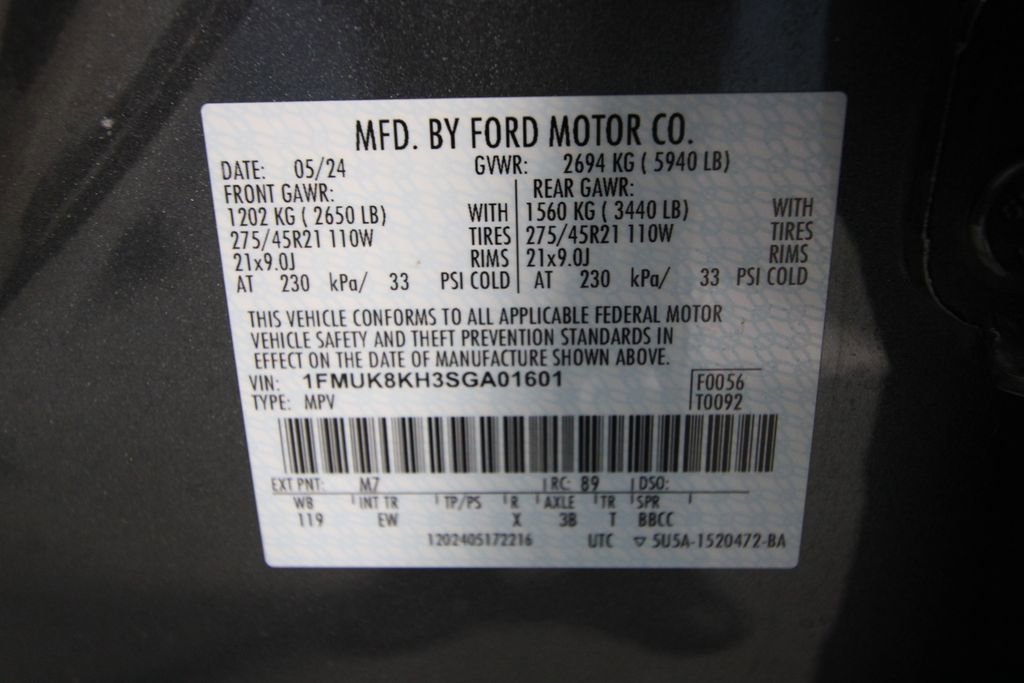 MFD. BY FORD MOTOR CO.
DATE: 05/24 GVWR: 2694 KG ( 5940 LB)
FRONT GAWR: REAR GAWR:
1202 KG ( 2650 LB) WITH 1560 KG ( 3440 LB) WITH
275/45R21 110W TIRES 275/45R21 110W TIRES
21x9.0J RIMS 21x9.0J RIMS
AT 230 kPa/ 33 PSI COLD AT 230 kPa/ 33 PSI COLD
THIS VEHICLE CONFORMS TO ALL APPLICABLE FEDERAL MOTOR
VEHICLE SAFETY AND THEFT PREVENTION STANDARDS IN
EFFECT ON THE DATE OF MANUFACTURE SHOWN ABOVE.
VIN: 1FMUK8KH3SGA01601 F0056
TYPE: MPV T0092
EXT PNT: M7 RC: 89 DSO:
WB INT TR TP/PS R AXLE TR SPR
119 EW X 3B T BBCC
1202405172216 UTC ▽ 5U5A-1520472-BA